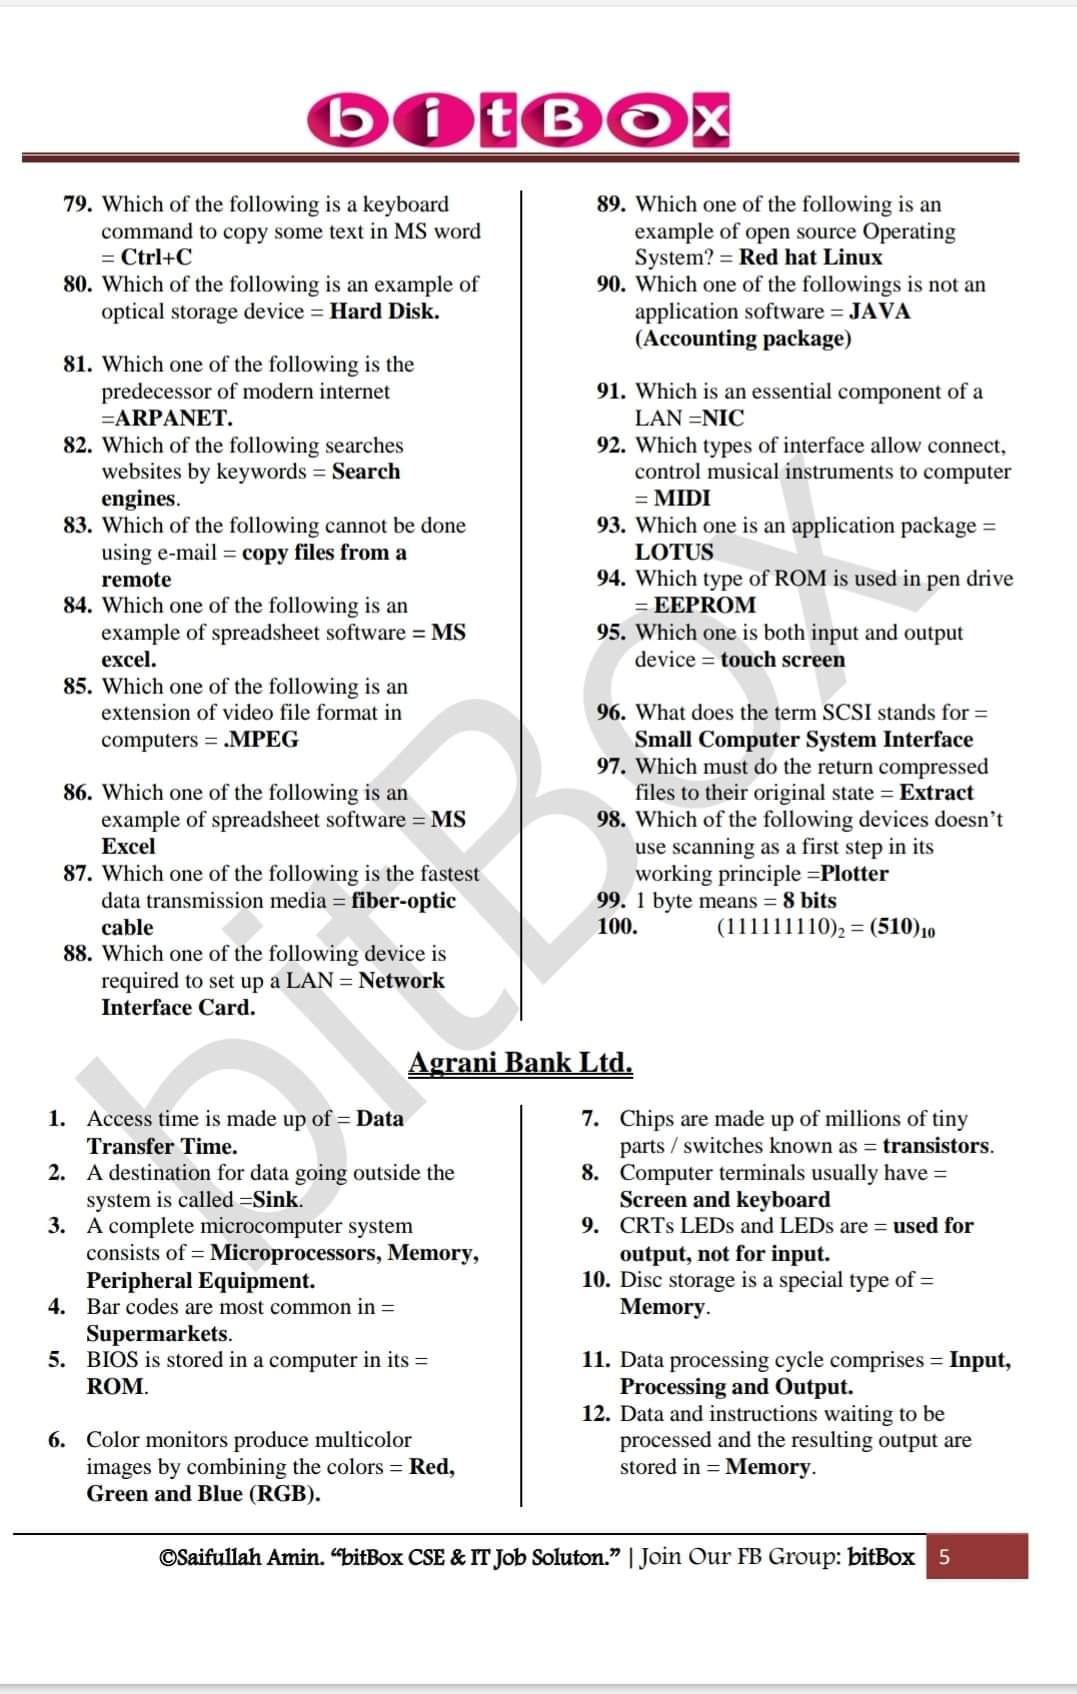 bitBox
79. Which of the following is a keyboard
command to copy some text in MS word
= Ctrl+C
80. Which of the following is an example of
optical storage device = Hard Disk.
81. Which one of the following is the
predecessor of modern internet
=ARPANET.
82. Which of the following searches
websites by keywords = Search
engines.
83. Which of the following cannot be done
using e-mail = copy files from a
remote
84. Which one of the following is an
example of spreadsheet software = MS
excel.
85. Which one of the following is an
extension of video file format in
computers = .MPEG
86. Which one of the following is an
example of spreadsheet software = MS
Excel
87. Which one of the following is the fastest
data transmission media = fiber-optic
cable
88. Which one of the following device is
required to set up a LAN = Network
Interface Card.
89. Which one of the following is an
example of open source Operating
System? = Red hat Linux
90. Which one of the followings is not an
application software = JAVA
(Accounting package)
91. Which is an essential component of a
LAN =NIC
92. Which types of interface allow connect,
control musical instruments to computer
= MIDI
93. Which one is an application package =
LOTUS
94. Which type of ROM is used in pen drive
= EEPROM
95. Which one is both input and output
device = touch screen
96. What does the term SCSI stands for =
Small Computer System Interface
97. Which must do the return compressed
files to their original state = Extract
98. Which of the following devices doesn’t
use scanning as a first step in its
working principle =Plotter
99. 1 byte means = 8 bits
100. (111111110)₂ = (510)₁₀
bitBox
Agrani Bank Ltd.
1. Access time is made up of = Data
Transfer Time.
2. A destination for data going outside the
system is called =Sink.
3. A complete microcomputer system
consists of = Microprocessors, Memory,
Peripheral Equipment.
4. Bar codes are most common in =
Supermarkets.
5. BIOS is stored in a computer in its =
ROM.
6. Color monitors produce multicolor
images by combining the colors = Red,
Green and Blue (RGB).
7. Chips are made up of millions of tiny
parts / switches known as = transistors.
8. Computer terminals usually have =
Screen and keyboard
9. CRTs LEDs and LEDs are = used for
output, not for input.
10. Disc storage is a special type of =
Memory.
11. Data processing cycle comprises = Input,
Processing and Output.
12. Data and instructions waiting to be
processed and the resulting output are
stored in = Memory.
©Saifullah Amin. “bitBox CSE & IT Job Soluton.” | Join Our FB Group: bitBox 5